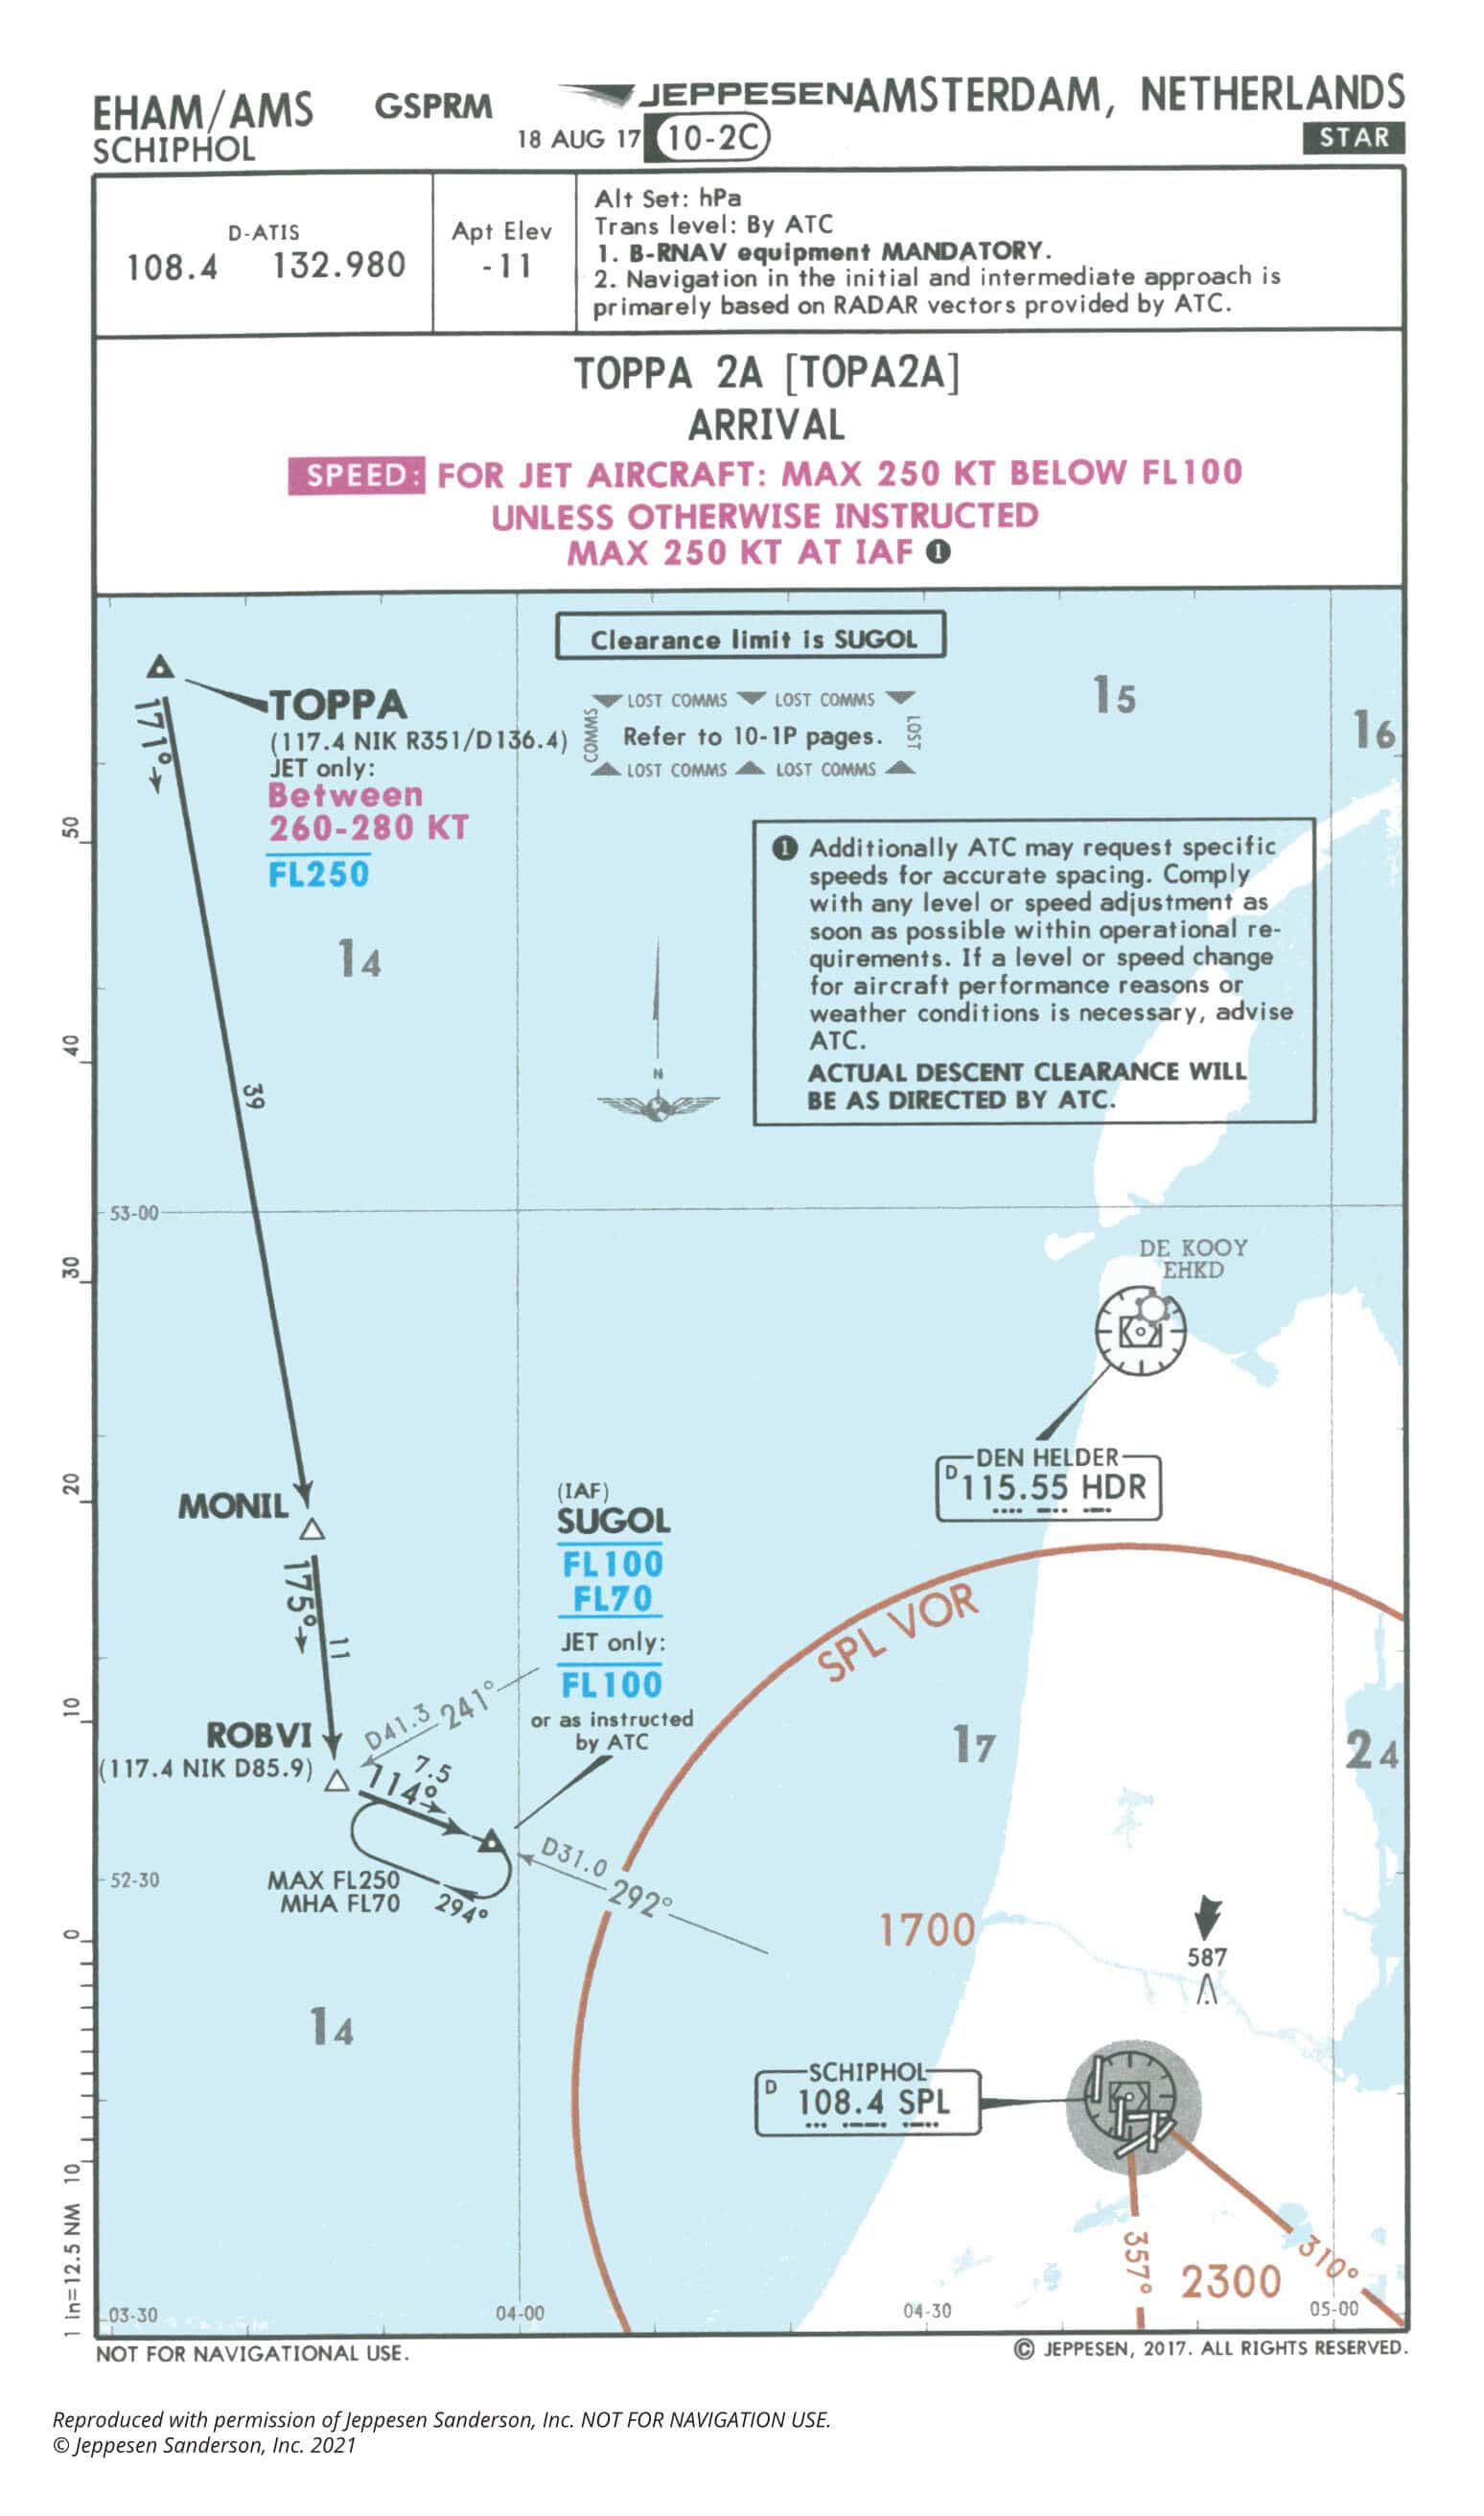 EHAM/AMS
SCHIPHOL
GSPRM
JEPPESEN
18 AUG 17
10-2C
AMSTERDAM, NETHERLANDS
STAR
D-ATIS
108.4 132.980
Apt Elev
-11
Alt Set: hPa
Trans level: By ATC
1. B-RNAV equipment MANDATORY.
2. Navigation in the initial and intermediate approach is
primarely based on RADAR vectors provided by ATC.
TOPPA 2A [TOPA2A]
ARRIVAL
SPEED: FOR JET AIRCRAFT: MAX 250 KT BELOW FL100
UNLESS OTHERWISE INSTRUCTED
MAX 250 KT AT IAF 1
Clearance limit is SUGOL
LOST COMMS LOST COMMS
COMMS
Refer to 10-1P pages.
LOST
LOST COMMS LOST COMMS
15
16
171°
TOPPA
(117.4 NIK R351/D136.4)
JET only:
Between
260-280 KT
FL250
14
1 Additionally ATC may request specific
speeds for accurate spacing. Comply
with any level or speed adjustment as
soon as possible within operational re-
quirements. If a level or speed change
for aircraft performance reasons or
weather conditions is necessary, advise
ATC.
ACTUAL DESCENT CLEARANCE WILL
BE AS DIRECTED BY ATC.
N
50
40
39
53-00
30
DE KOOY
EHKD
DEN HELDER
D
115.55 HDR
20
MONIL
175°
11
(IAF)
SUGOL
FL100
FL70
JET only:
FL100
or as instructed
by ATC
SPL VOR
10
ROBVI
(117.4 NIK D85.9)
D41.3
241°
7.5
114°
17
24
D31.0
292°
52-30
MAX FL250
MHA FL70
294°
1700
587
0
14
SCHIPHOL
D
108.4 SPL
10
1 in=12.5 NM
357°
2300
310°
03-30
04-00
04-30
05-00
NOT FOR NAVIGATIONAL USE.
© JEPPESEN, 2017. ALL RIGHTS RESERVED.
Reproduced with permission of Jeppesen Sanderson, Inc. NOT FOR NAVIGATION USE.
© Jeppesen Sanderson, Inc. 2021